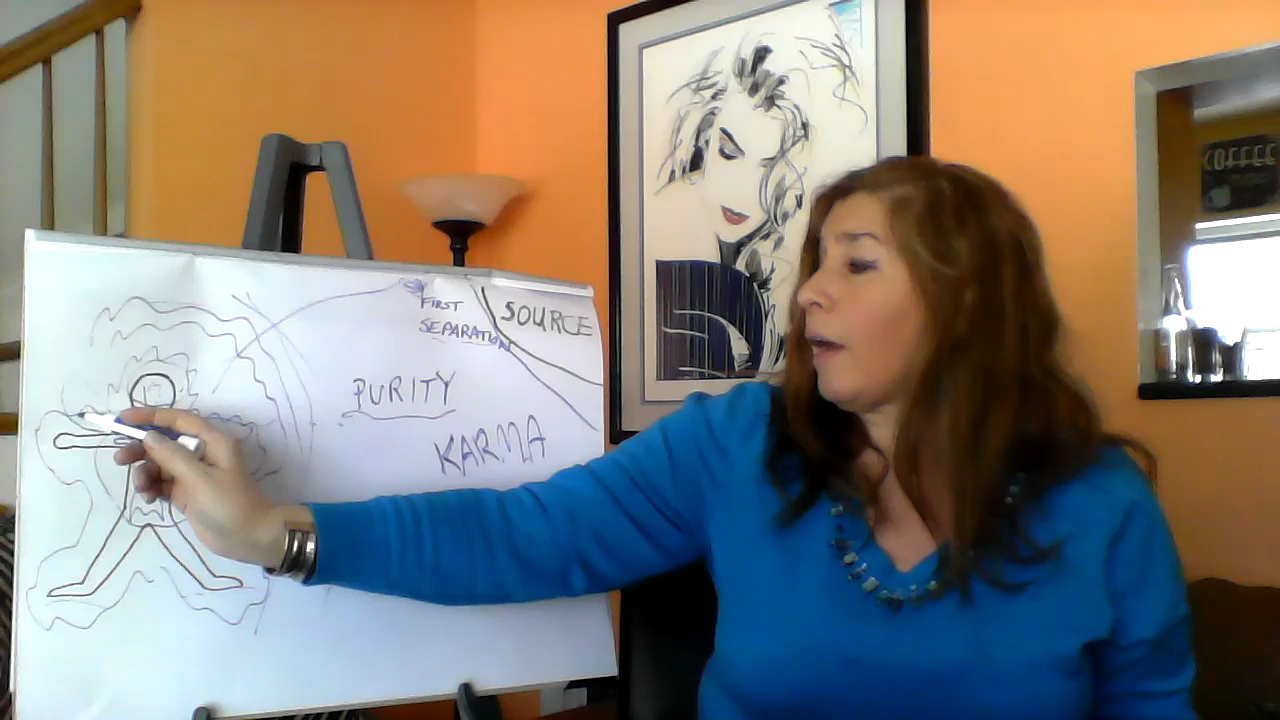 FIRST
SEPARATION
SOURCE
PURITY
KARMA
COFFEE